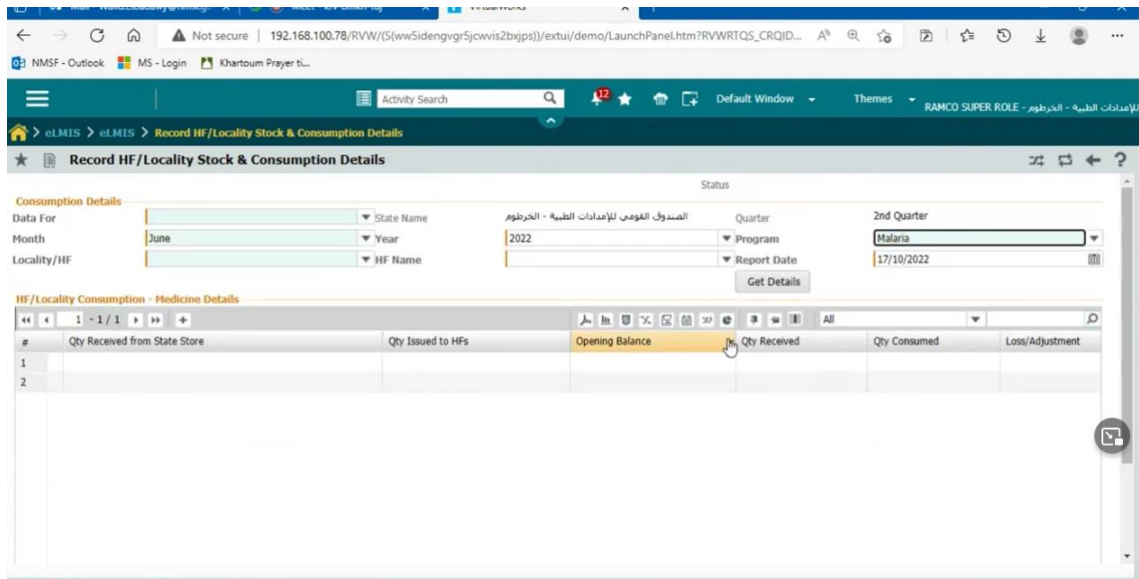 VirtualWorks
Not secure | 192.168.100.78/RVW/(S(ww5idengvgr5jcwvis2bxjps))/extui/demo/LaunchPanel.htm?RVWRTQS_CRQID...
NMSF - Outlook MS - Login Khartoum Prayer ti...
Activity Search 12 Default Window Themes RAMCO SUPER ROLE - للإمدادات الطبية - الخرطوم
eLMIS > eLMIS > Record HF/Locality Stock & Consumption Details
Record HF/Locality Stock & Consumption Details
Status
Consumption Details
Data For State Name الصندوق القومي للإمدادات الطبية - الخرطوم Quarter 2nd Quarter
Month June Year 2022 Program Malaria
Locality/HF HF Name Report Date 17/10/2022
Get Details
HF/Locality Consumption - Medicine Details
1 - 1 / 1 All
# Qty Received from State Store Qty Issued to HFs Opening Balance Qty Received Qty Consumed Loss/Adjustment
1
2